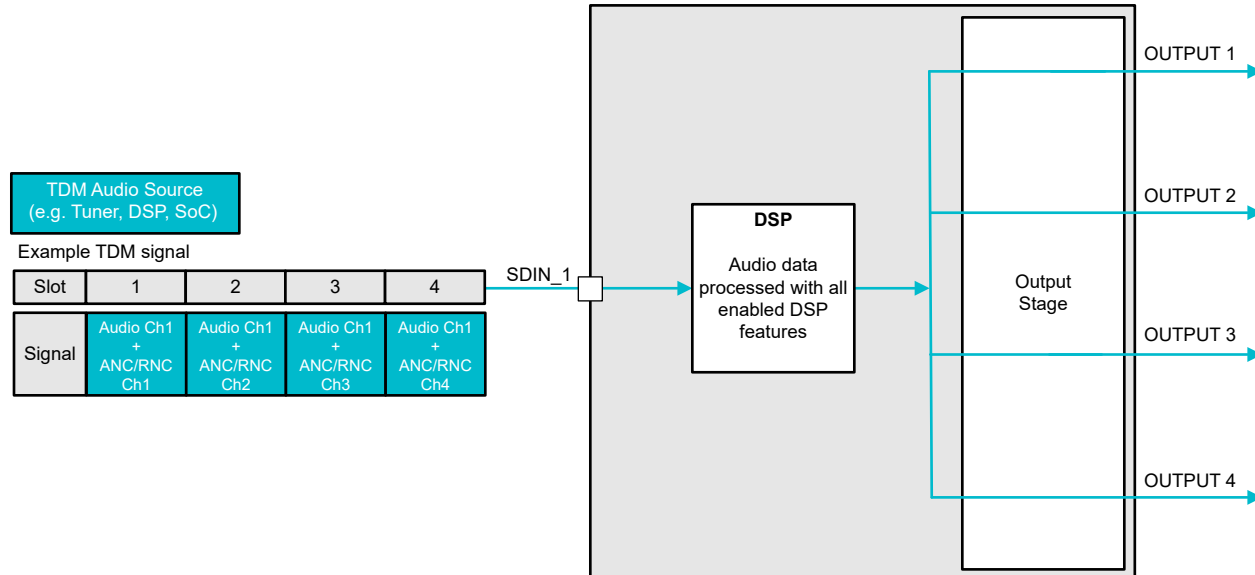 TDM Audio Source
(e.g. Tuner, DSP, SoC)
Example TDM signal
Slot 1 2 3 4
Signal
Audio Ch1
+
ANC/RNC
Ch1
Audio Ch1
+
ANC/RNC
Ch2
Audio Ch1
+
ANC/RNC
Ch3
Audio Ch1
+
ANC/RNC
Ch4
SDIN_1
DSP
Audio data
processed with all
enabled DSP
features
Output
Stage
OUTPUT 1
OUTPUT 2
OUTPUT 3
OUTPUT 4